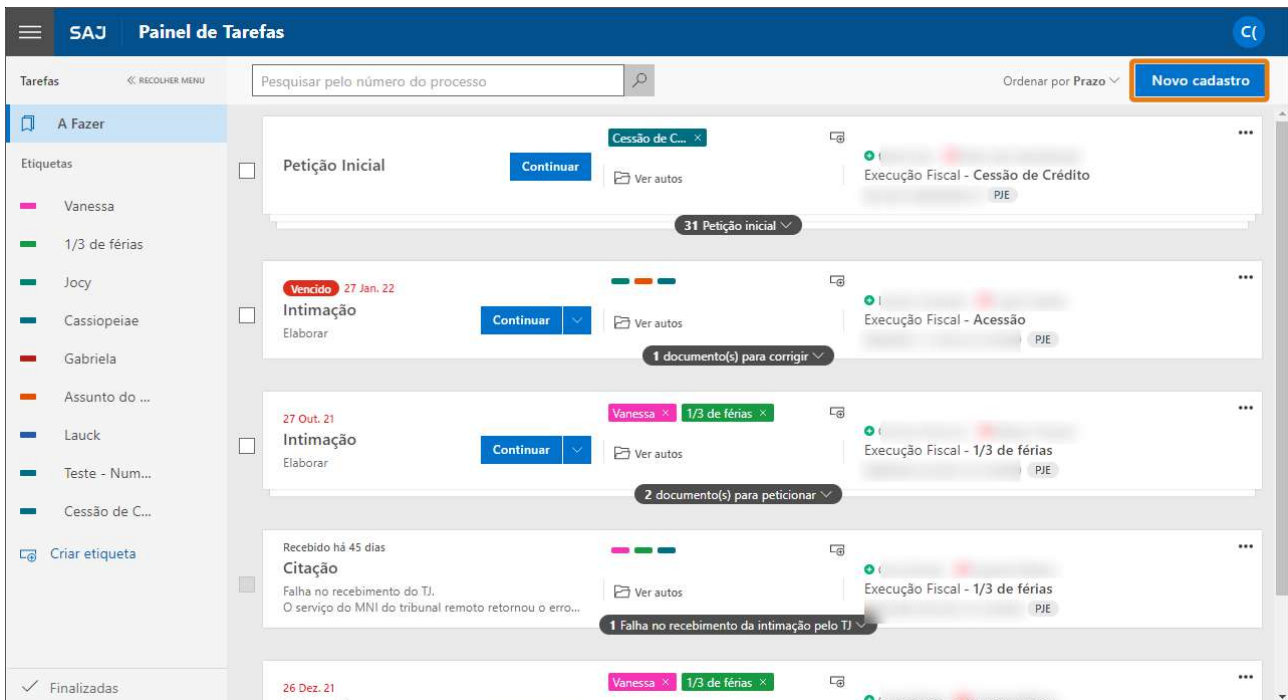 SAJ Painel de Tarefas C(
Tarefas ≪ RECOLHER MENU
Pesquisar pelo número do processo
Ordenar por Prazo
Novo cadastro
A Fazer
Etiquetas
Vanessa
1/3 de férias
Jocy
Cassiopeiae
Gabriela
Assunto do ...
Lauck
Teste - Num...
Cessão de C...
Criar etiqueta
Finalizadas
Petição Inicial
Continuar
Cessão de C... ×
Ver autos
Execução Fiscal - Cessão de Crédito
PJE
31 Petição inicial
Vencido 27 Jan. 22
Intimação
Elaborar
Continuar
Ver autos
Execução Fiscal - Acessão
PJE
1 documento(s) para corrigir
27 Out. 21
Intimação
Elaborar
Continuar
Vanessa × 1/3 de férias ×
Ver autos
Execução Fiscal - 1/3 de férias
PJE
2 documento(s) para peticionar
Recebido há 45 dias
Citação
Falha no recebimento do TJ.
O serviço do MNI do tribunal remoto retornou o erro...
Ver autos
Execução Fiscal - 1/3 de férias
PJE
1 Falha no recebimento da intimação pelo TJ
26 Dez. 21
Vanessa × 1/3 de férias ×